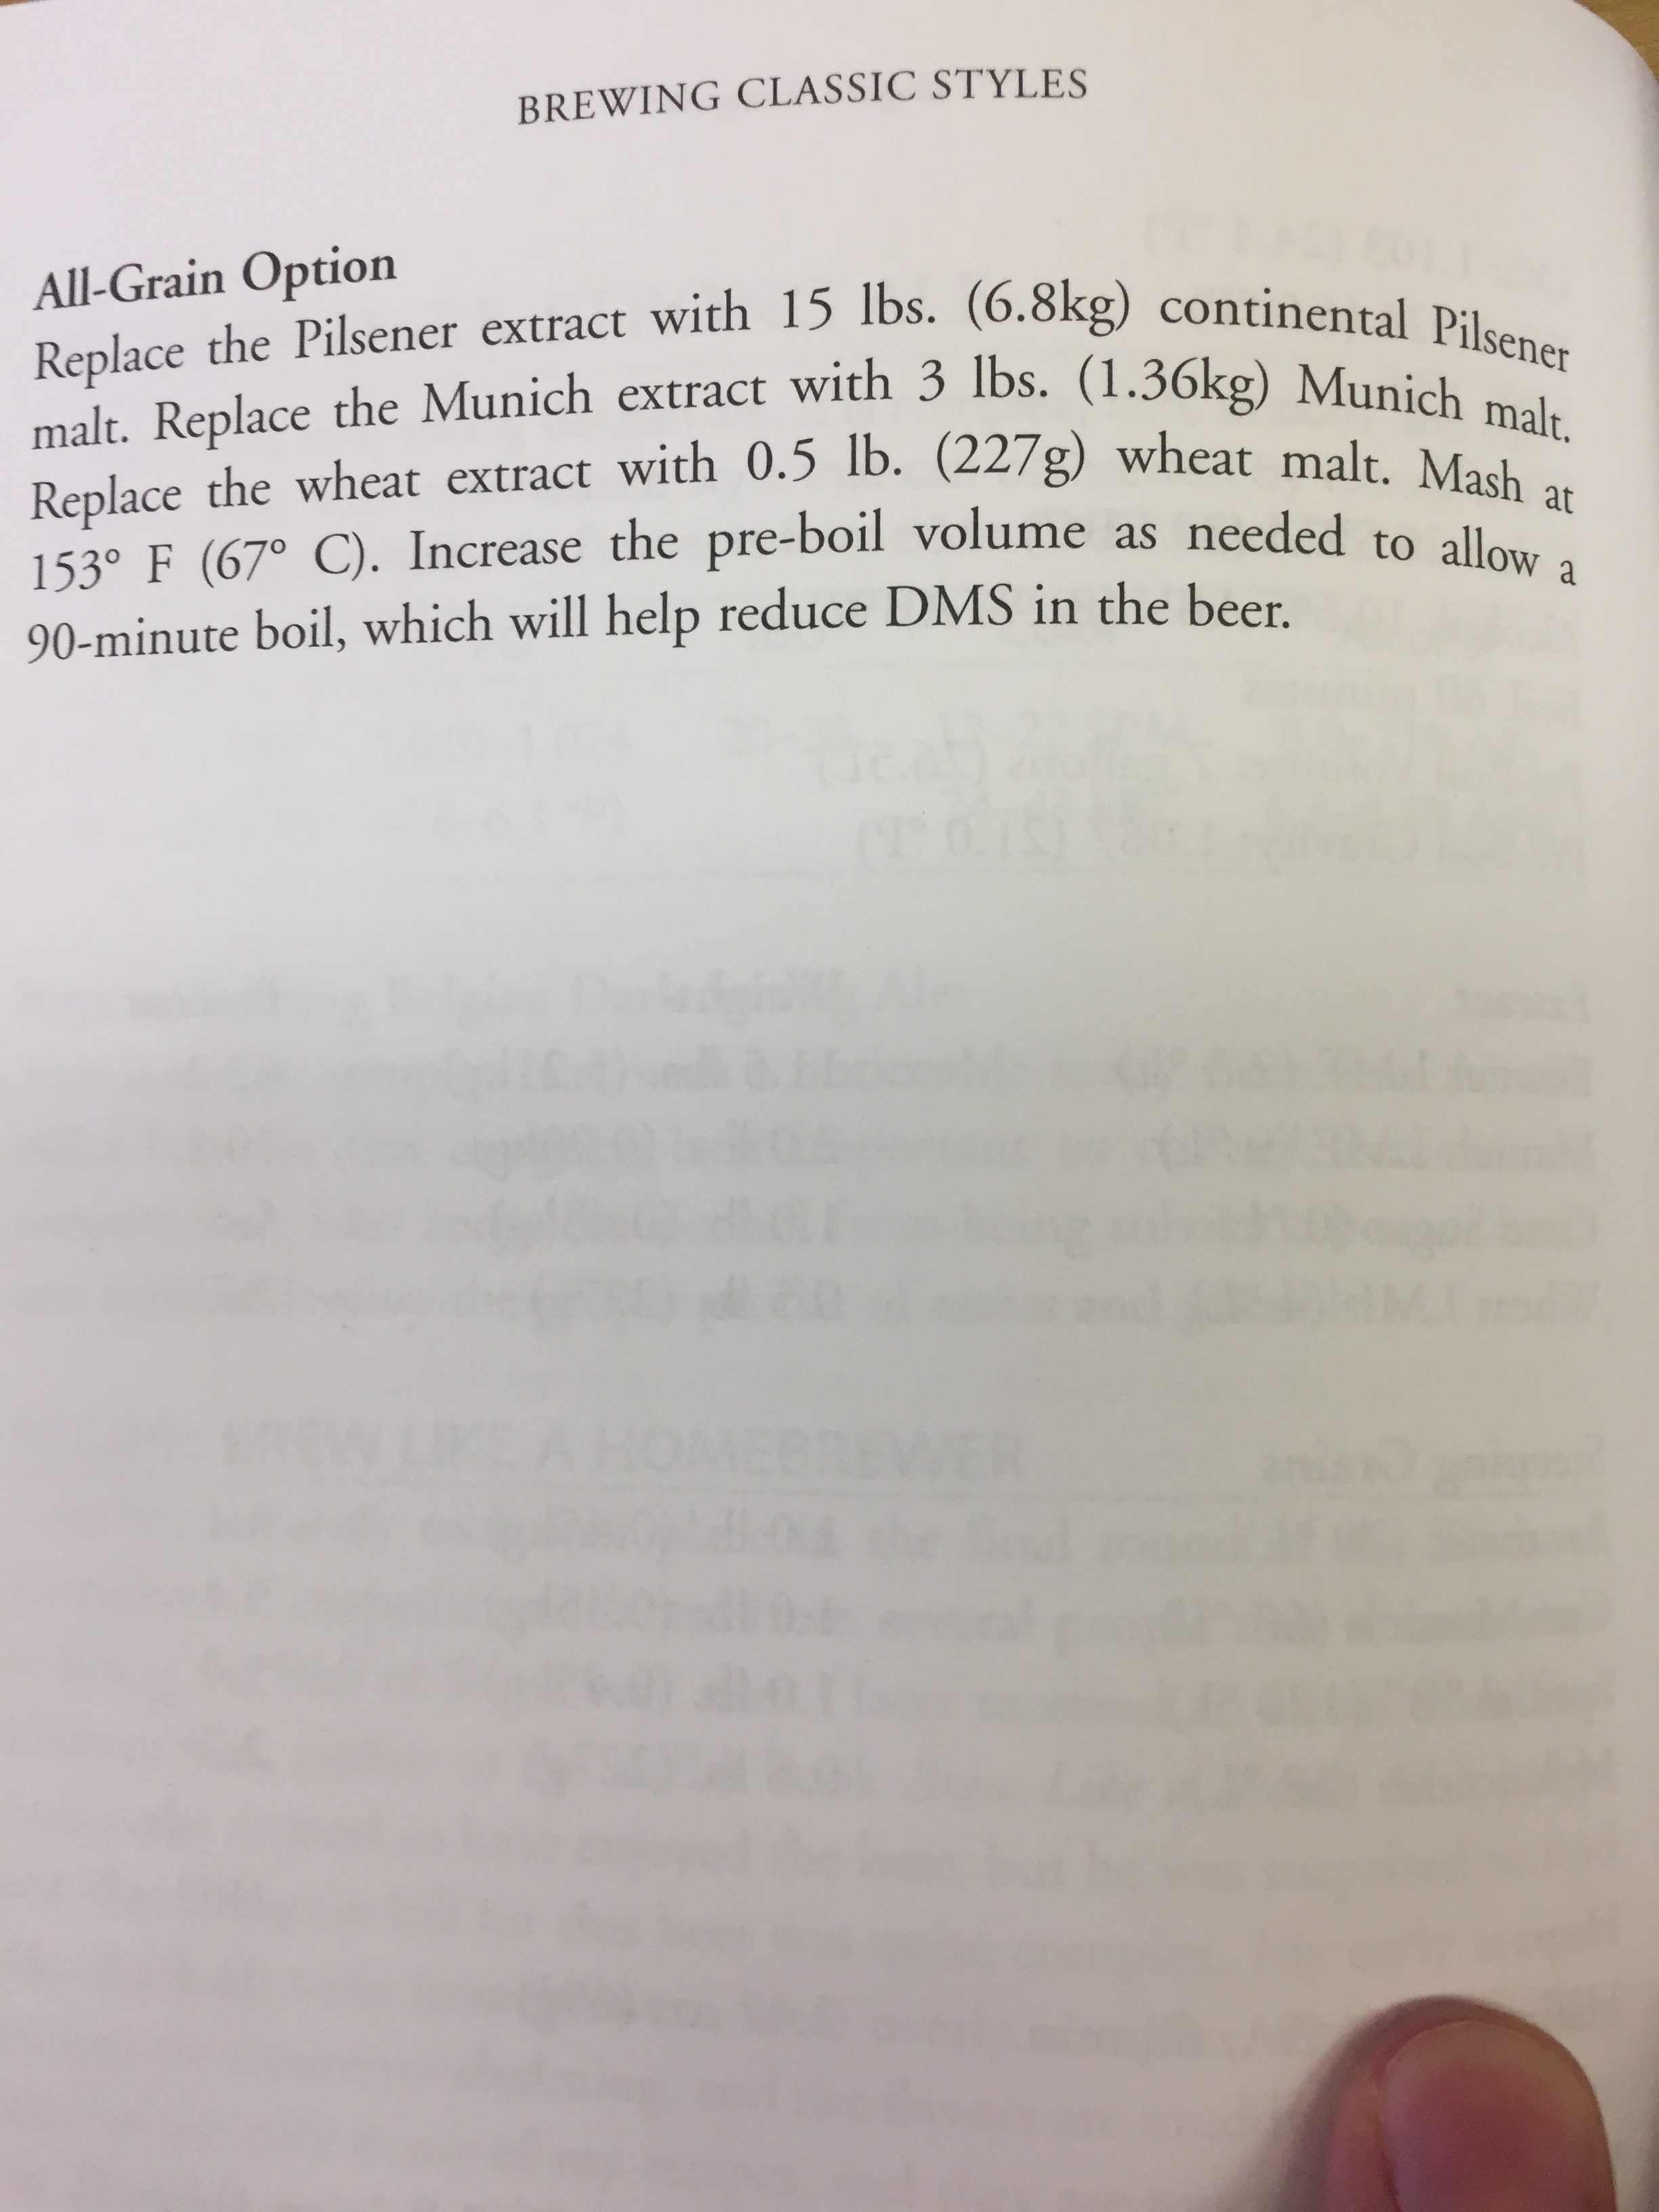 BREWING CLASSIC STYLES
All-Grain Option
Replace the Pilsener extract with 15 lbs. (6.8kg) continental Pilsener
malt. Replace the Munich extract with 3 lbs. (1.36kg) Munich malt.
Replace the wheat extract with 0.5 lb. (227g) wheat malt. Mash at
153° F (67° C). Increase the pre-boil volume as needed to allow a
90-minute boil, which will help reduce DMS in the beer.